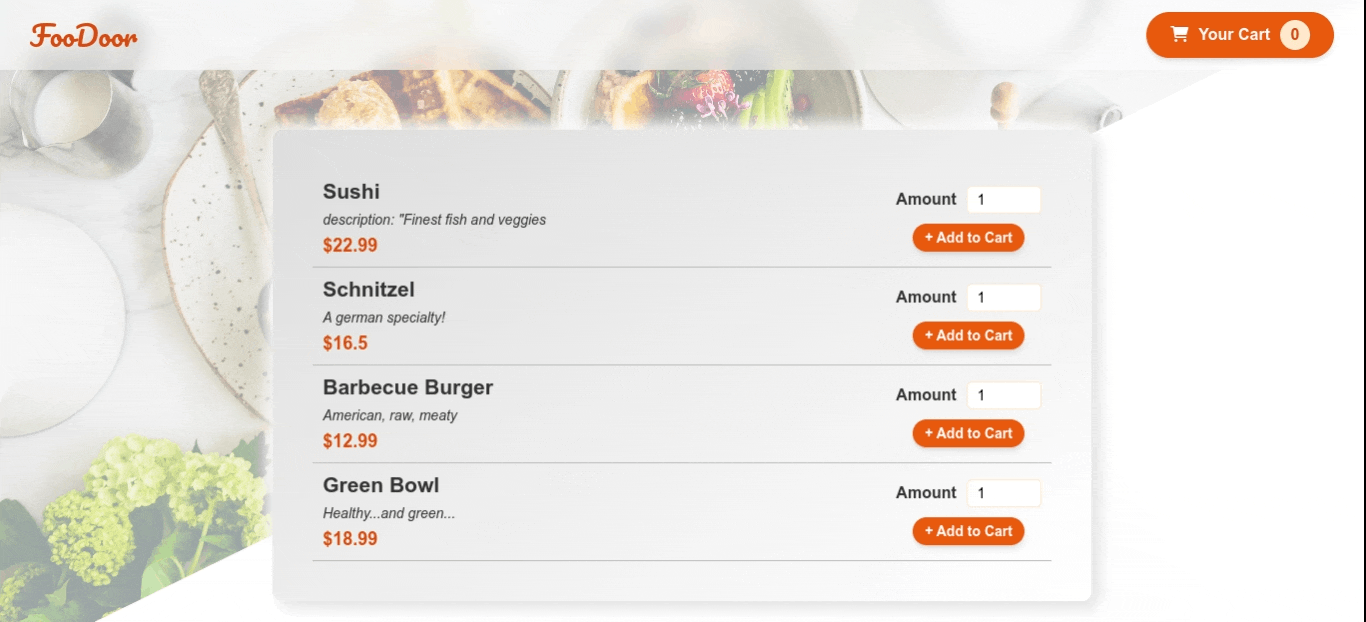 FooDoor
Your Cart 0
Sushi
description: "Finest fish and veggies
$22.99
Amount 1
+ Add to Cart
Schnitzel
A german specialty!
$16.5
Amount 1
+ Add to Cart
Barbecue Burger
American, raw, meaty
$12.99
Amount 1
+ Add to Cart
Green Bowl
Healthy...and green...
$18.99
Amount 1
+ Add to Cart